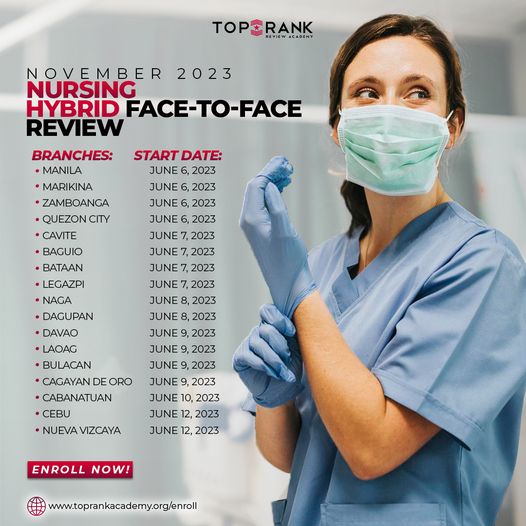 TOP RANK
REVIEW ACADEMY
NOVEMBER 2023
NURSING
HYBRID FACE-TO-FACE
REVIEW
BRANCHES: START DATE:
• MANILA JUNE 6, 2023
• MARIKINA JUNE 6, 2023
• ZAMBOANGA JUNE 6, 2023
• QUEZON CITY JUNE 6, 2023
• CAVITE JUNE 7, 2023
• BAGUIO JUNE 7, 2023
• BATAAN JUNE 7, 2023
• LEGAZPI JUNE 7, 2023
• NAGA JUNE 8, 2023
• DAGUPAN JUNE 8, 2023
• DAVAO JUNE 9, 2023
• LAOAG JUNE 9, 2023
• BULACAN JUNE 9, 2023
• CAGAYAN DE ORO JUNE 9, 2023
• CABANATUAN JUNE 10, 2023
• CEBU JUNE 12, 2023
• NUEVA VIZCAYA JUNE 12, 2023
ENROLL NOW!
www.toprankacademy.org/enroll